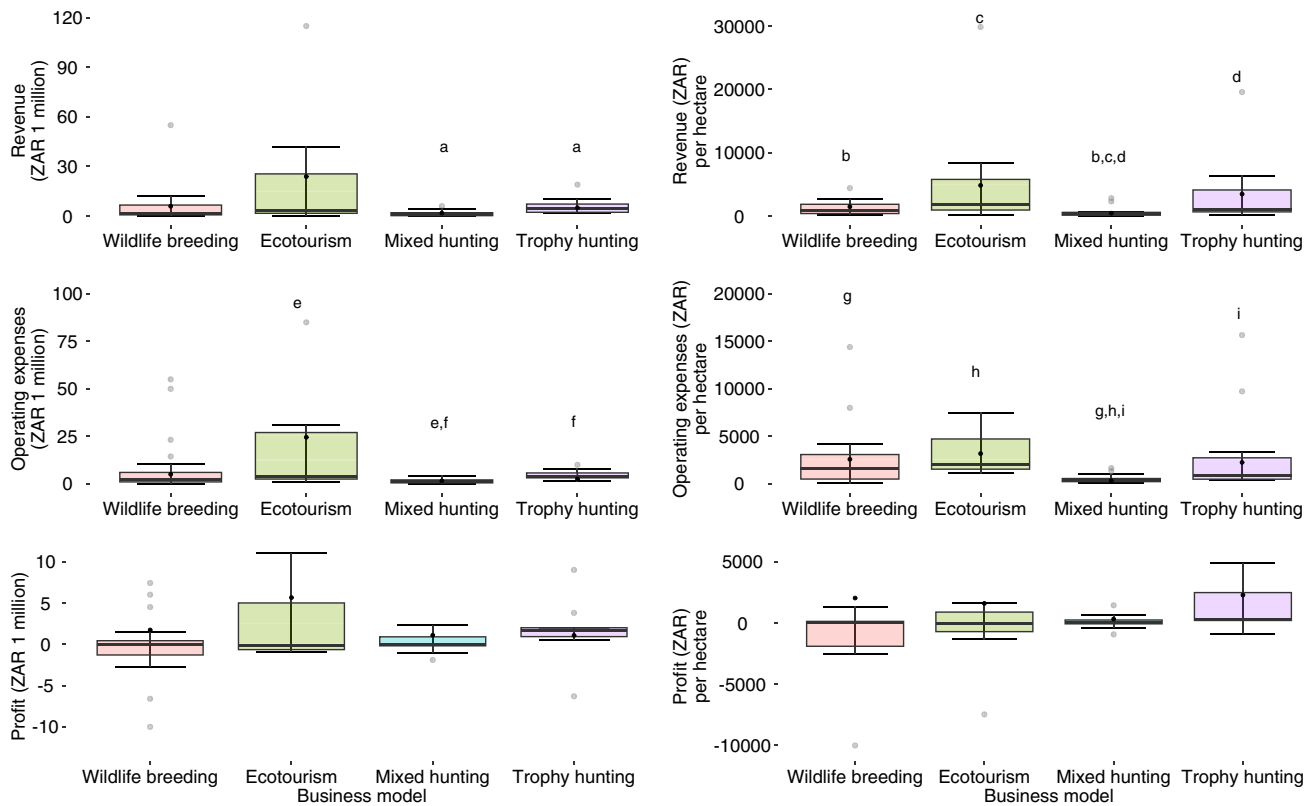 120
90
60
30
0
Revenue
(ZAR 1 million)
a
a
Wildlife breeding
Ecotourism
Mixed hunting
Trophy hunting
30000
20000
10000
0
Revenue (ZAR)
per hectare
b
c
b,c,d
d
Wildlife breeding
Ecotourism
Mixed hunting
Trophy hunting
100
75
50
25
0
Operating expenses
(ZAR 1 million)
e
e,f
f
Wildlife breeding
Ecotourism
Mixed hunting
Trophy hunting
20000
15000
10000
5000
0
Operating expenses (ZAR)
per hectare
g
h
g,h,i
i
Wildlife breeding
Ecotourism
Mixed hunting
Trophy hunting
10
5
0
-5
-10
Profit (ZAR 1 million)
Wildlife breeding
Ecotourism
Mixed hunting
Trophy hunting
Business model
5000
0
-5000
-10000
Profit (ZAR)
per hectare
Wildlife breeding
Ecotourism
Mixed hunting
Trophy hunting
Business model